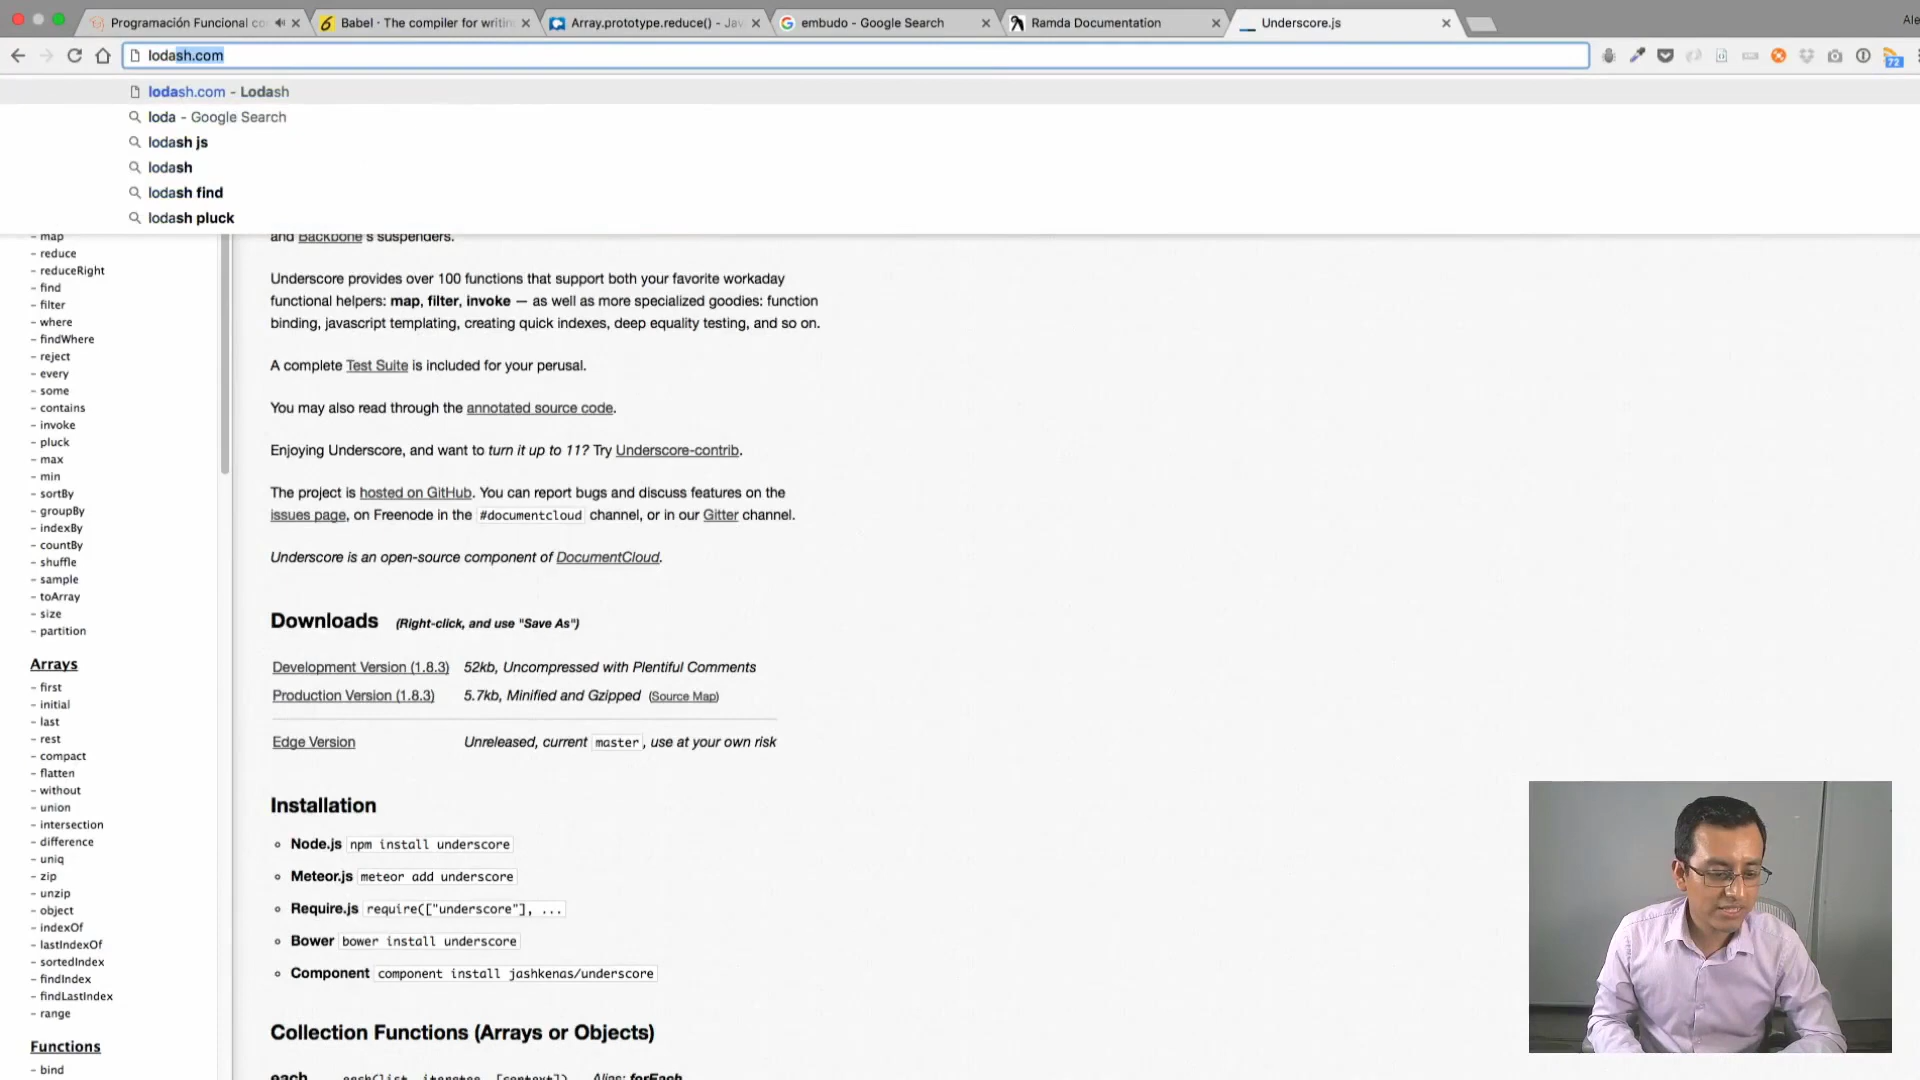 Programación Funcional co
Babel · The compiler for writin
Array.prototype.reduce() - Jav
embudo - Google Search
Ramda Documentation
Underscore.js
Ale
lodash.com
72
lodash.com - Lodash
loda - Google Search
lodash js
lodash
lodash find
lodash pluck
- map
- reduce
- reduceRight
- find
- filter
- where
- findWhere
- reject
- every
- some
- contains
- invoke
- pluck
- max
- min
- sortBy
- groupBy
- indexBy
- countBy
- shuffle
- sample
- toArray
- size
- partition
Arrays
- first
- initial
- last
- rest
- compact
- flatten
- without
- union
- intersection
- difference
- uniq
- zip
- unzip
- object
- indexOf
- lastIndexOf
- sortedIndex
- findIndex
- findLastIndex
- range
Functions
- bind
and Backbone's suspenders.
Underscore provides over 100 functions that support both your favorite workaday
functional helpers: map, filter, invoke — as well as more specialized goodies: function
binding, javascript templating, creating quick indexes, deep equality testing, and so on.
A complete Test Suite is included for your perusal.
You may also read through the annotated source code.
Enjoying Underscore, and want to turn it up to 11? Try Underscore-contrib.
The project is hosted on GitHub. You can report bugs and discuss features on the
issues page, on Freenode in the #documentcloud channel, or in our Gitter channel.
Underscore is an open-source component of DocumentCloud.
Downloads (Right-click, and use "Save As")
Development Version (1.8.3) 52kb, Uncompressed with Plentiful Comments
Production Version (1.8.3) 5.7kb, Minified and Gzipped (Source Map)
Edge Version Unreleased, current master, use at your own risk
Installation
Node.js npm install underscore
Meteor.js meteor add underscore
Require.js require(["underscore"], ...
Bower bower install underscore
Component component install jashkenas/underscore
Collection Functions (Arrays or Objects)
each _.each(list, iteratee, [context]) Alias: forEach